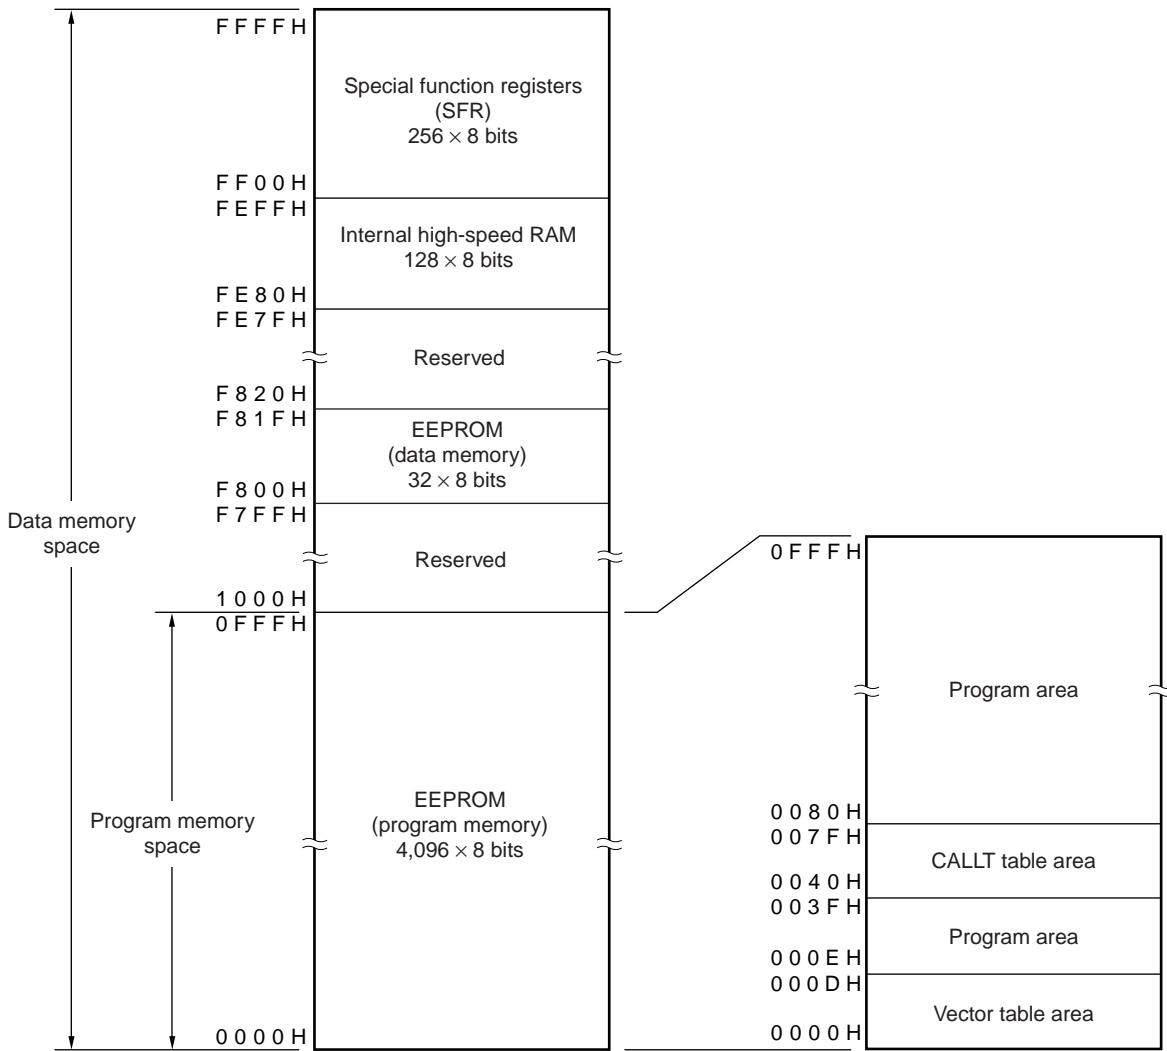 FFFFH
Special function registers
(SFR)
256 × 8 bits
FF00H
FEFFH
Internal high-speed RAM
128 × 8 bits
FE80H
FE7FH
Reserved
F820H
F81FH
EEPROM
(data memory)
32 × 8 bits
F800H
F7FFH
Data memory
space
Reserved
1000H
0FFFH
Program memory
space
EEPROM
(program memory)
4,096 × 8 bits
0000H
0FFFH
Program area
0080H
007FH
CALLT table area
0040H
003FH
Program area
000EH
000DH
Vector table area
0000H